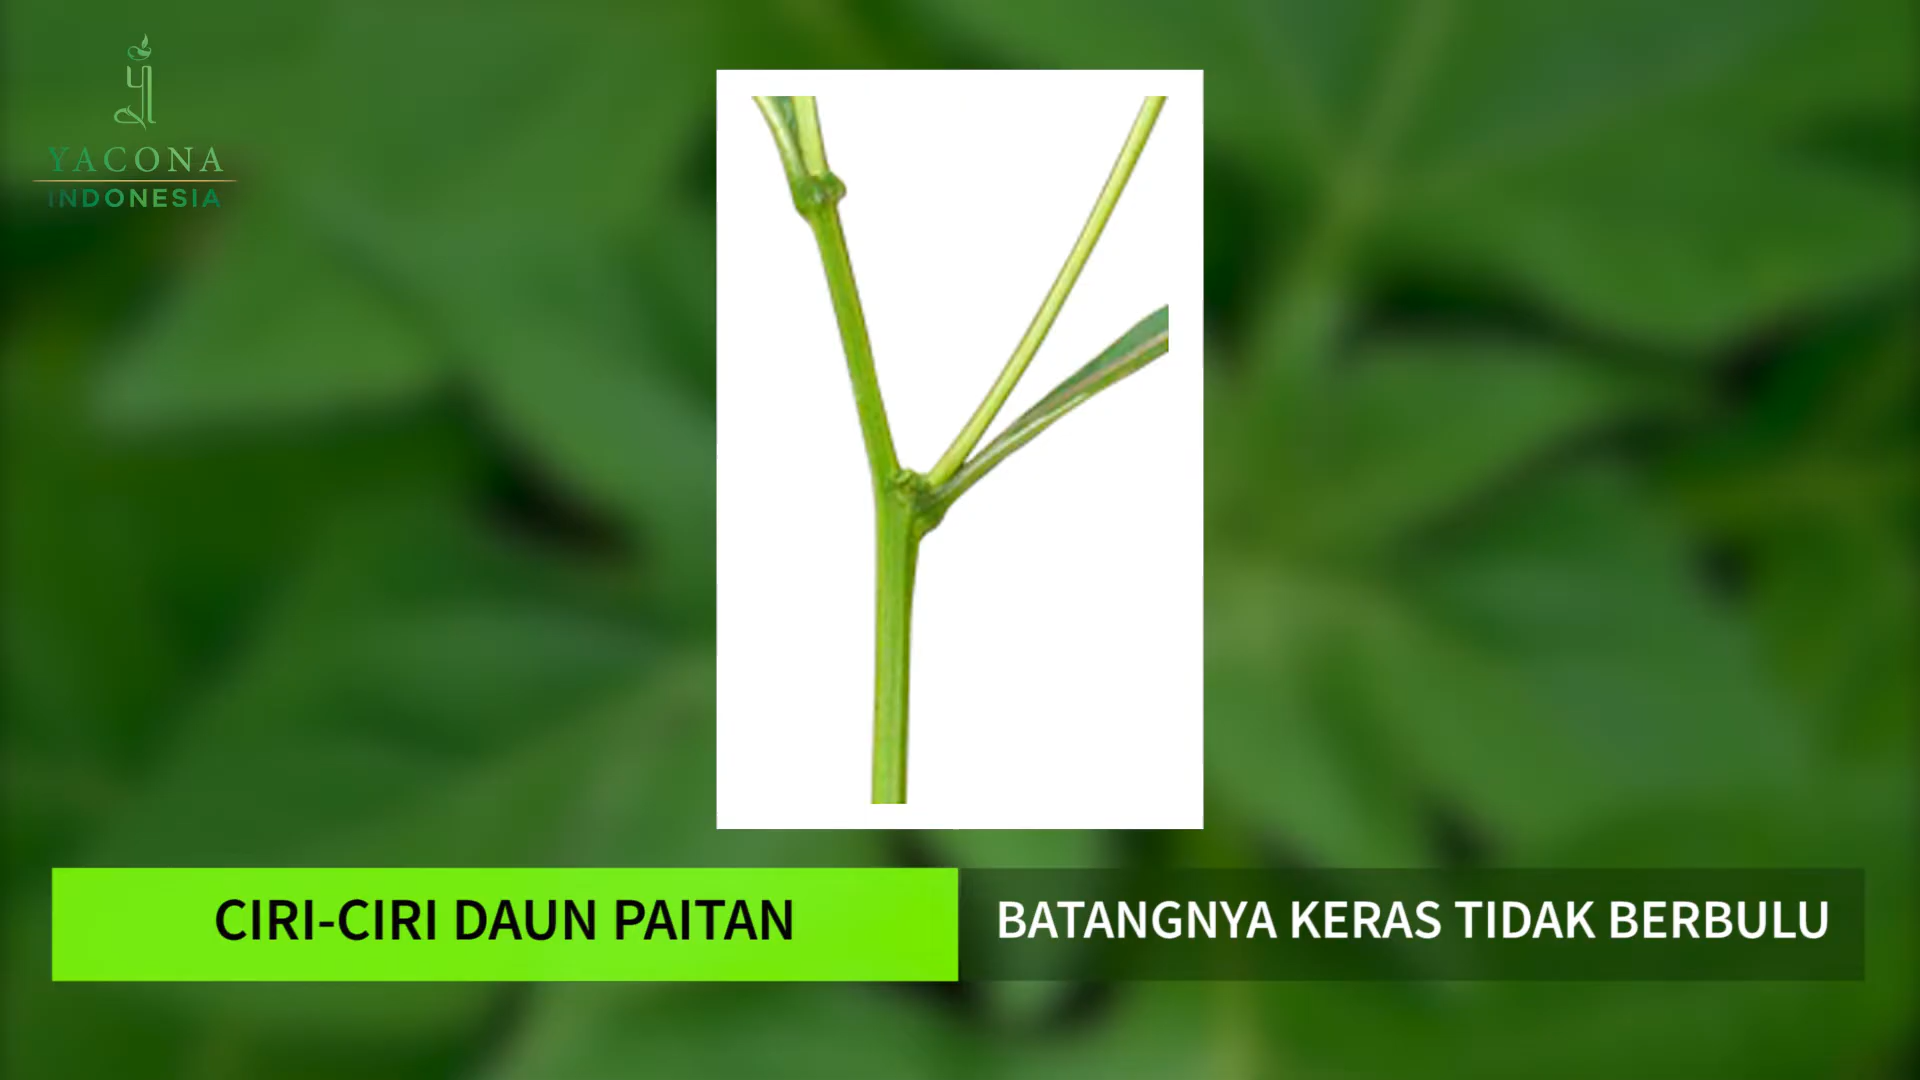 YACONA
INDONESIA
CIRI-CIRI DAUN PAITAN
BATANGNYA KERAS TIDAK BERBULU